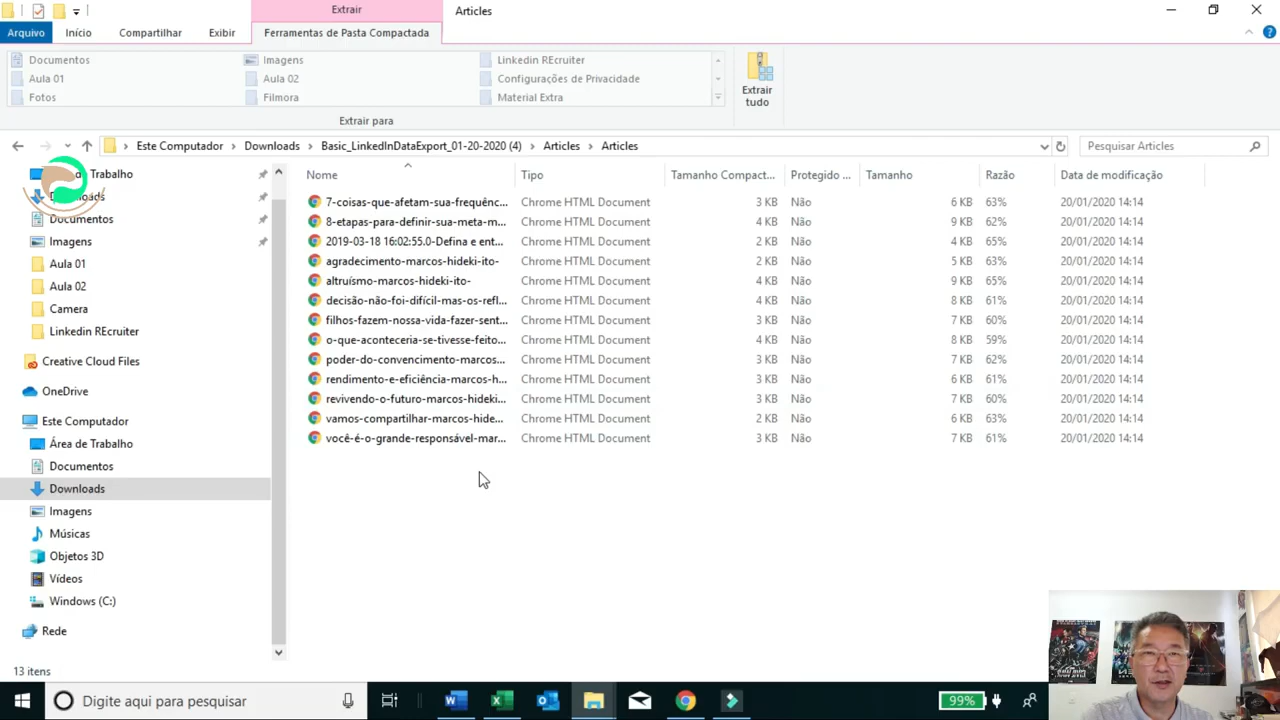 Extrair
Articles
Arquivo
Início
Compartilhar
Exibir
Ferramentas de Pasta Compactada
Documentos
Imagens
Linkedin REcruiter
Aula 01
Aula 02
Configurações de Privacidade
Fotos
Filmora
Material Extra
Extrair tudo
Extrair para
Este Computador
Downloads
Basic_LinkedInDataExport_01-20-2020 (4)
Articles
Articles
Pesquisar Articles
de Trabalho
Documentos
Imagens
Aula 01
Aula 02
Camera
Linkedin REcruiter
Creative Cloud Files
OneDrive
Este Computador
Área de Trabalho
Documentos
Downloads
Imagens
Músicas
Objetos 3D
Vídeos
Windows (C:)
Rede
Nome Tipo Tamanho Compact... Protegido ... Tamanho Razão Data de modificação
7-coisas-que-afetam-sua-frequênc... Chrome HTML Document 3 KB Não 6 KB 63% 20/01/2020 14:14
8-etapas-para-definir-sua-meta-m... Chrome HTML Document 4 KB Não 9 KB 62% 20/01/2020 14:14
2019-03-18 16:02:55.0-Defina e ent... Chrome HTML Document 2 KB Não 4 KB 65% 20/01/2020 14:14
agradecimento-marcos-hideki-ito- Chrome HTML Document 2 KB Não 5 KB 63% 20/01/2020 14:14
altruísmo-marcos-hideki-ito- Chrome HTML Document 4 KB Não 9 KB 65% 20/01/2020 14:14
decisão-não-foi-difícil-mas-os-refl... Chrome HTML Document 4 KB Não 8 KB 61% 20/01/2020 14:14
filhos-fazem-nossa-vida-fazer-sent... Chrome HTML Document 3 KB Não 7 KB 60% 20/01/2020 14:14
o-que-aconteceria-se-tivesse-feito... Chrome HTML Document 4 KB Não 8 KB 59% 20/01/2020 14:14
poder-do-convencimento-marcos... Chrome HTML Document 3 KB Não 7 KB 62% 20/01/2020 14:14
rendimento-e-eficiência-marcos-h... Chrome HTML Document 3 KB Não 6 KB 61% 20/01/2020 14:14
revivendo-o-futuro-marcos-hideki... Chrome HTML Document 3 KB Não 7 KB 60% 20/01/2020 14:14
vamos-compartilhar-marcos-hide... Chrome HTML Document 2 KB Não 6 KB 63% 20/01/2020 14:14
você-é-o-grande-responsável-mar... Chrome HTML Document 3 KB Não 7 KB 61% 20/01/2020 14:14
13 itens
Digite aqui para pesquisar
99%